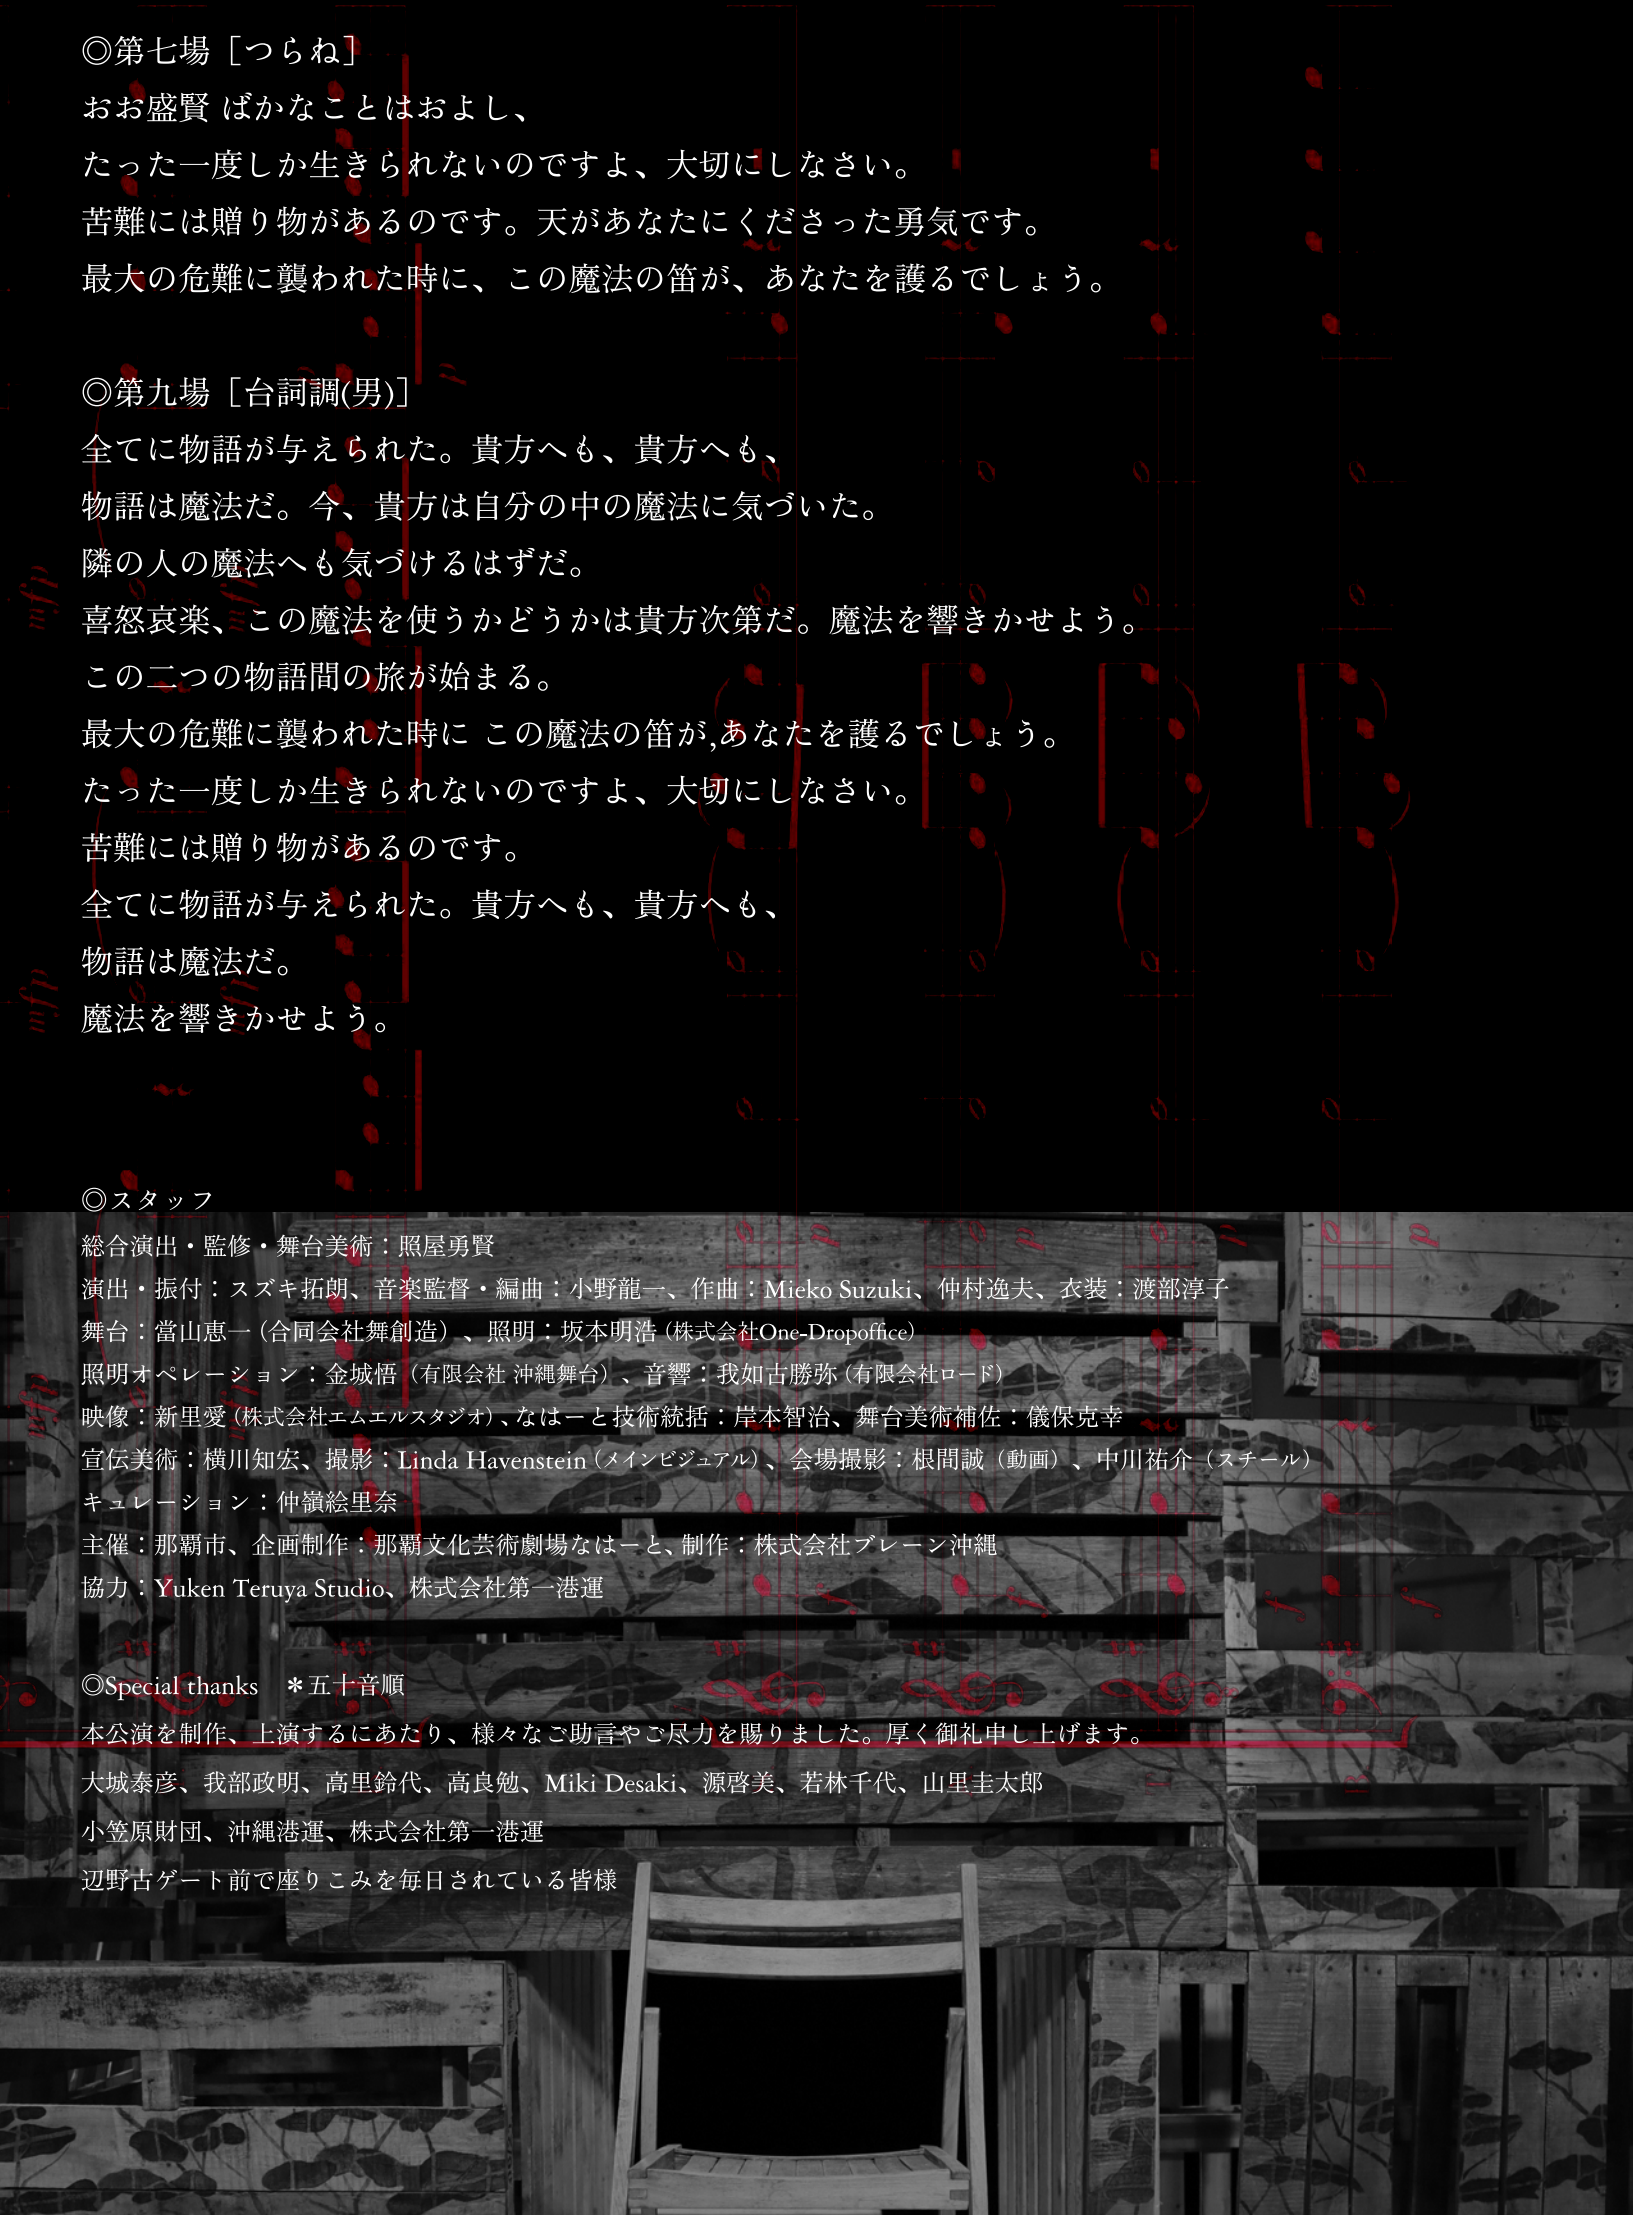 ◎第七場［つらね］
おお盛賢 ばかなことはおよし、
たった一度しか生きられないのですよ、大切にしなさい。
苦難には贈り物があるのです。天があなたにくださった勇気です。
最大の危難に襲われた時に、この魔法の笛が、あなたを護るでしょう。
◎第九場［台詞調(男)］
全てに物語が与えられた。貴方へも、貴方へも、
物語は魔法だ。今、貴方は自分の中の魔法に気づいた。
隣の人の魔法へも気づけるはずだ。
喜怒哀楽、この魔法を使うかどうかは貴方次第だ。魔法を響きかせよう。
この二つの物語間の旅が始まる。
最大の危難に襲われた時に この魔法の笛が,あなたを護るでしょう。
たった一度しか生きられないのですよ、大切にしなさい。
苦難には贈り物があるのです。
全てに物語が与えられた。貴方へも、貴方へも、
物語は魔法だ。
魔法を響きかせよう。
◎スタッフ
総合演出・監修・舞台美術：照屋勇賢
演出・振付：スズキ拓朗、音楽監督・編曲：小野龍一、作曲：Mieko Suzuki、仲村逸夫、衣装：渡部淳子
舞台：當山恵一（合同会社舞創造）、照明：坂本明浩（株式会社One-Dropoffice）
照明オペレーション：金城悟（有限会社 沖縄舞台）、音響：我如古勝弥（有限会社ロード）
映像：新里愛（株式会社エムエルスタジオ）、なはーと技術統括：岸本智治、舞台美術補佐：儀保克幸
宣伝美術：横川知宏、撮影：Linda Havenstein（メインビジュアル）、会場撮影：根間誠（動画）、中川祐介（スチール）
キュレーション：仲嶺絵里奈
主催：那覇市、企画制作：那覇文化芸術劇場なはーと、制作：株式会社ブレーン沖縄
協力：Yuken Teruya Studio、株式会社第一港運
◎Special thanks　＊五十音順
本公演を制作、上演するにあたり、様々なご助言やご尽力を賜りました。厚く御礼申し上げます。
大城泰彦、我部政明、高里鈴代、高良勉、Miki Desaki、源啓美、若林千代、山里圭太郎
小笠原財団、沖縄港運、株式会社第一港運
辺野古ゲート前で座りこみを毎日されている皆様